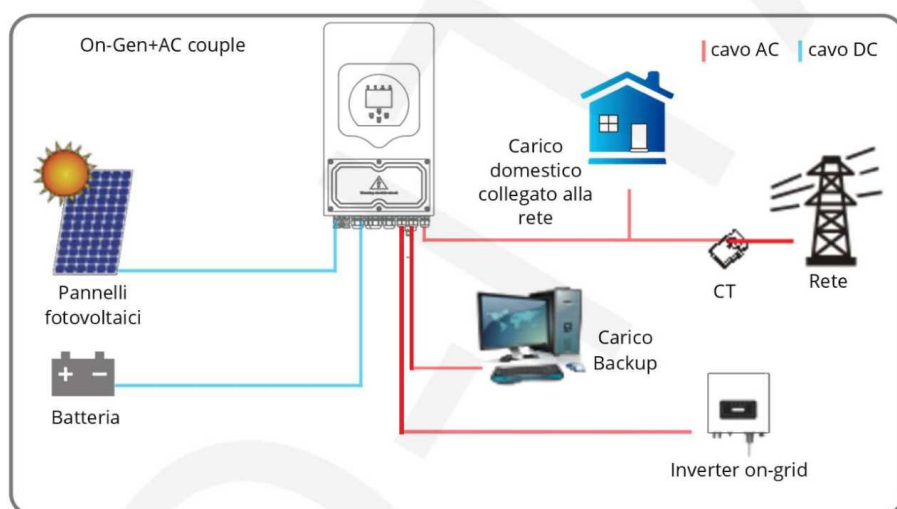 On-Gen+AC couple
cavo AC
cavo DC
Carico
domestico
collegato alla
rete
Pannelli
fotovoltaici
CT
Rete
Carico
Backup
Batteria
Inverter on-grid